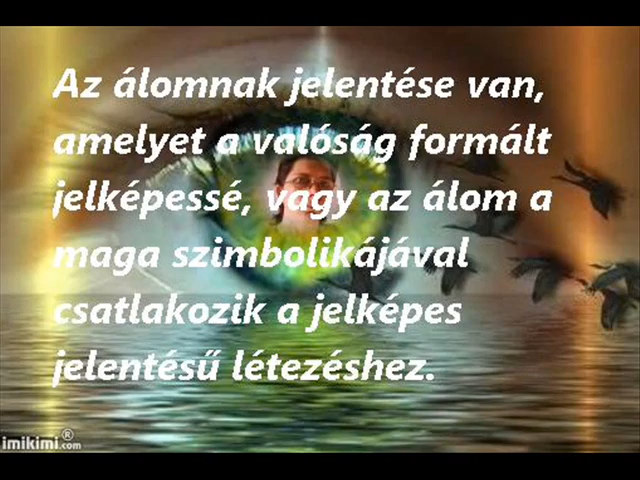 Az álomnak jelentése van,
amelyet a valóság formált
jelképessé, vagy az álom a
maga szimbolikájával
csatlakozik a jelképes
jelentésű létezéshez.
imikimi®.com